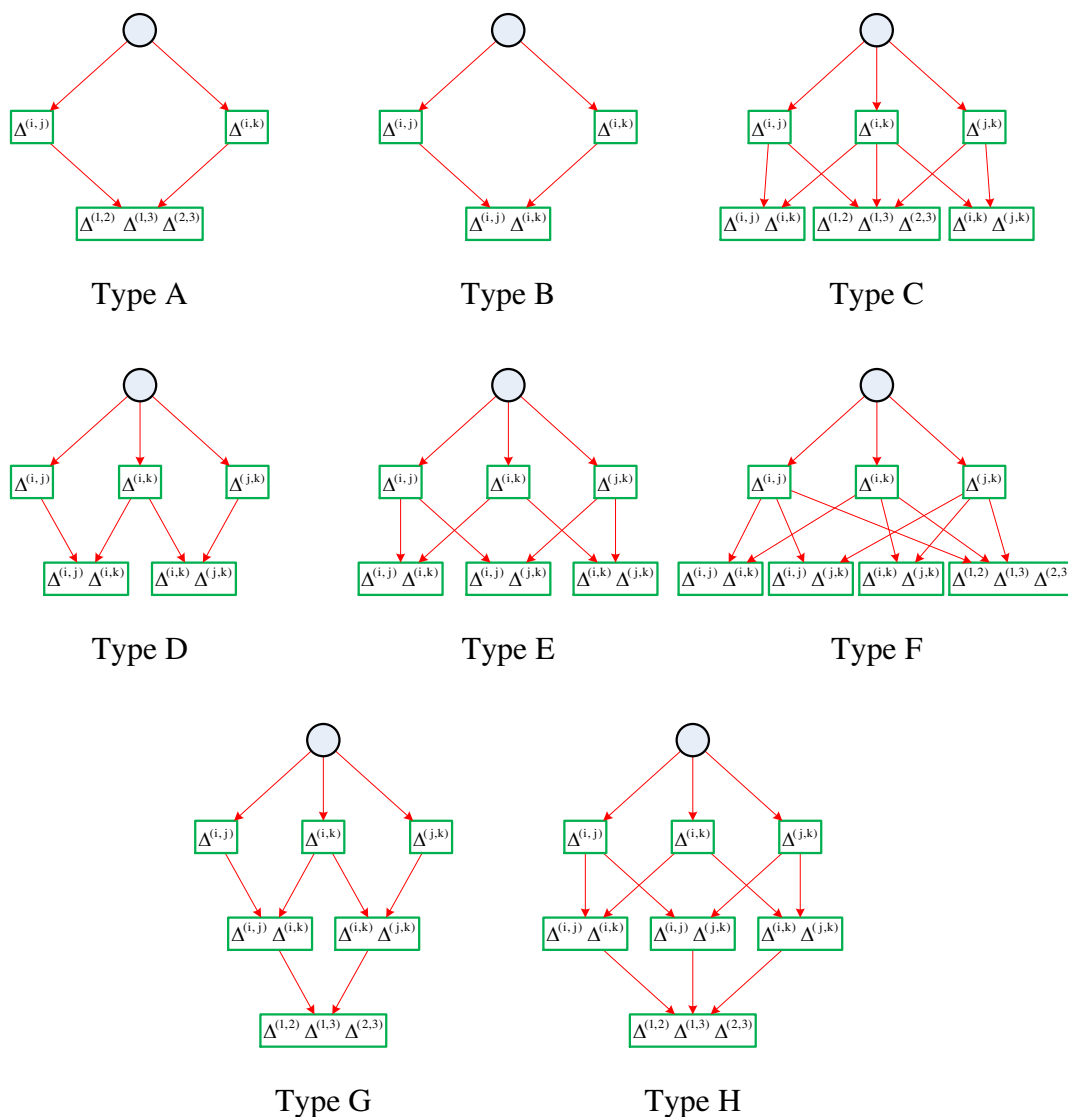 Δ^(i,j) Δ^(i,k) Δ^(i,j) Δ^(i,k) Δ^(i,j) Δ^(i,k) Δ^(j,k)
Δ^(1,2) Δ^(1,3) Δ^(2,3) Δ^(i,j) Δ^(i,k) Δ^(i,j) Δ^(i,k) Δ^(1,2) Δ^(1,3) Δ^(2,3) Δ^(i,k) Δ^(j,k)
Type A Type B Type C
Δ^(i,j) Δ^(i,k) Δ^(j,k) Δ^(i,j) Δ^(i,k) Δ^(j,k) Δ^(i,j) Δ^(i,k) Δ^(j,k)
Δ^(i,j) Δ^(i,k) Δ^(i,k) Δ^(j,k) Δ^(i,j) Δ^(i,k) Δ^(i,j) Δ^(j,k) Δ^(i,k) Δ^(j,k) Δ^(i,j) Δ^(i,k) Δ^(i,j) Δ^(j,k) Δ^(i,k) Δ^(j,k) Δ^(1,2) Δ^(1,3) Δ^(2,3
Type D Type E Type F
Δ^(i,j) Δ^(i,k) Δ^(j,k) Δ^(i,j) Δ^(i,k) Δ^(j,k)
Δ^(i,j) Δ^(i,k) Δ^(i,k) Δ^(j,k) Δ^(i,j) Δ^(i,k) Δ^(i,j) Δ^(j,k) Δ^(i,k) Δ^(j,k)
Δ^(1,2) Δ^(1,3) Δ^(2,3) Δ^(1,2) Δ^(1,3) Δ^(2,3)
Type G Type H